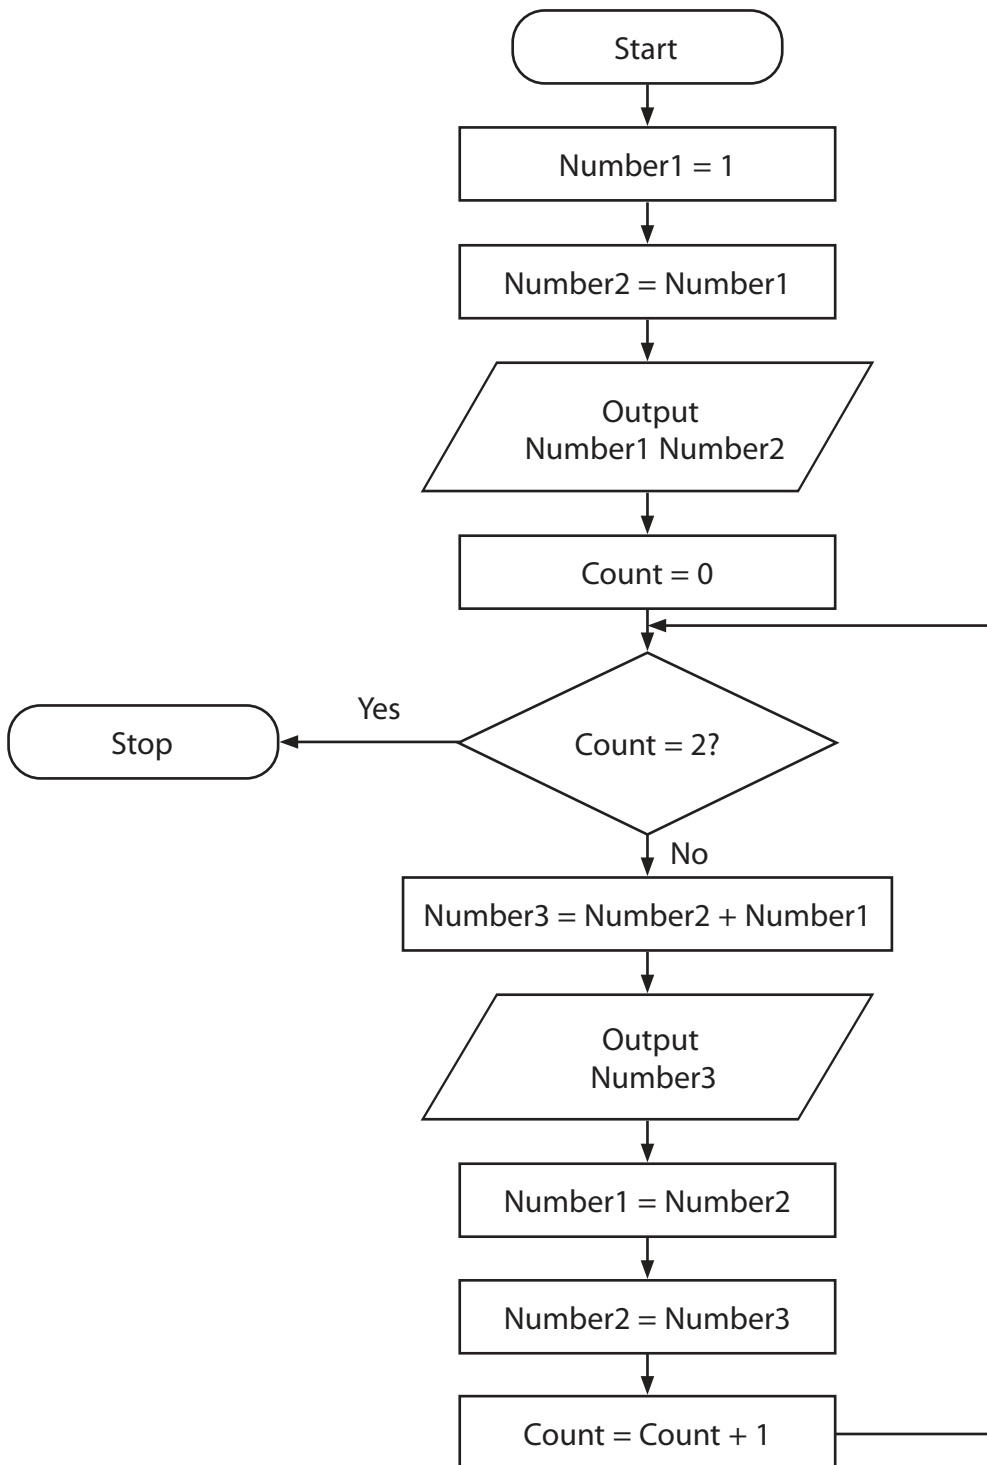 Start
Number1 = 1
Number2 = Number1
Output
Number1 Number2
Count = 0
Yes
Stop
Count = 2?
No
Number3 = Number2 + Number1
Output
Number3
Number1 = Number2
Number2 = Number3
Count = Count + 1